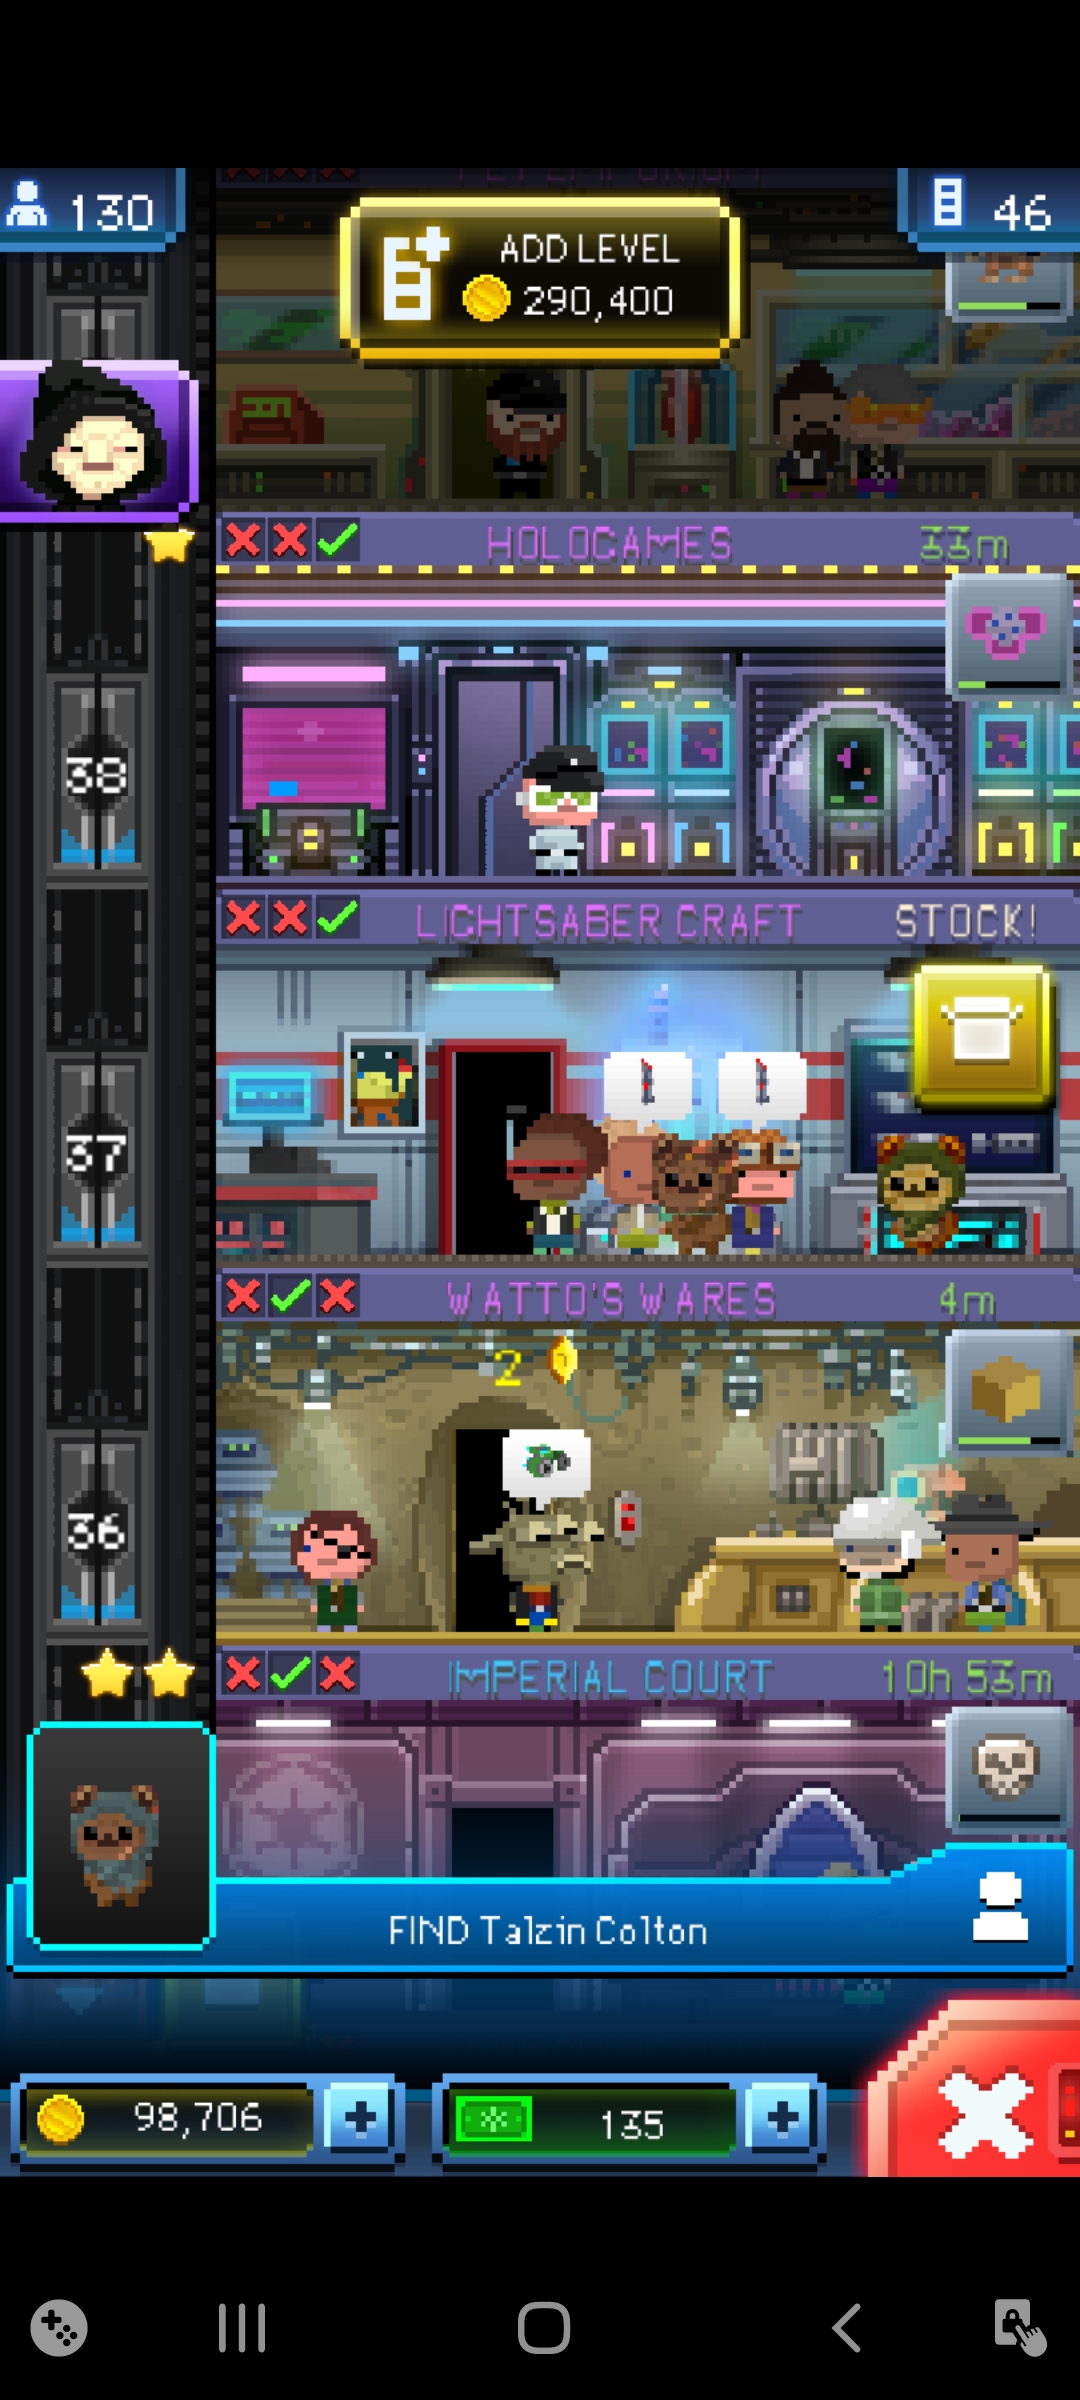 130
46
ADD LEVEL
290,400
HOLOGAMES
33m
38
LIGHTSABER CRAFT
STOCK!
37
WATTO'S WARES
4m
2
36
IMPERIAL COURT
10h 53m
FIND Talzin Colton
98,706
135